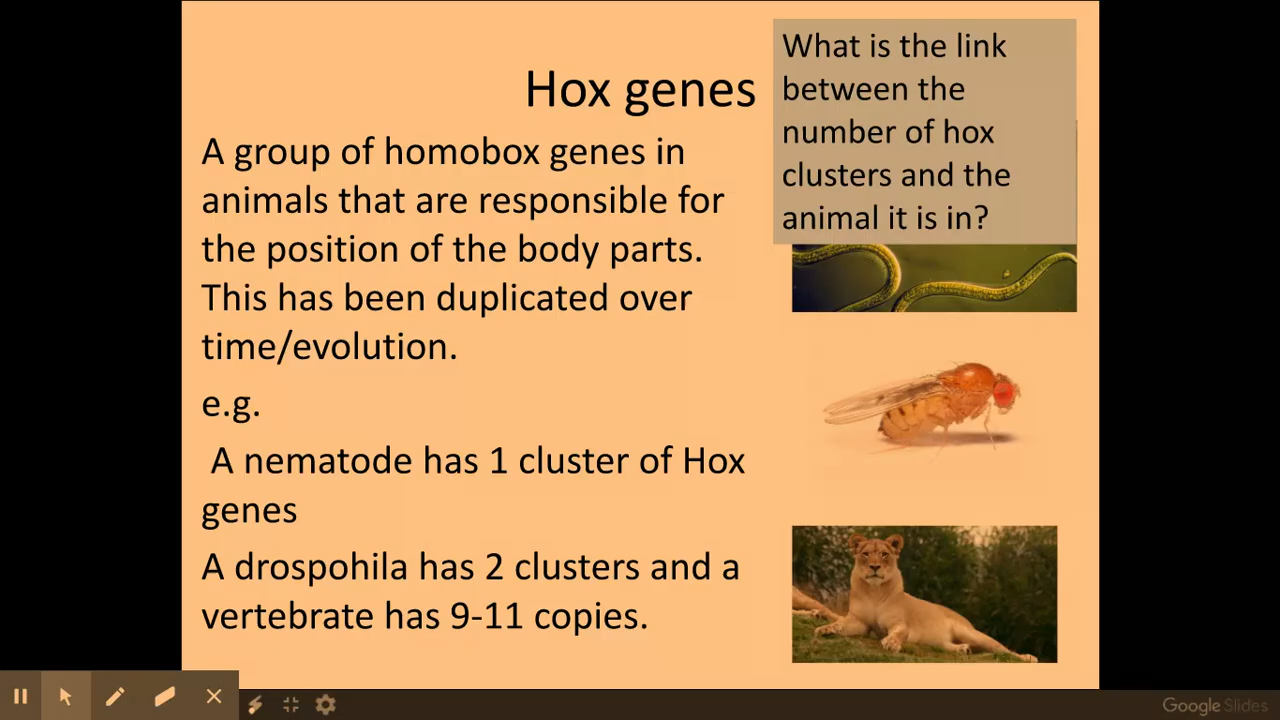 Hox genes
A group of homobox genes in
animals that are responsible for
the position of the body parts.
This has been duplicated over
time/evolution.
e.g.
A nematode has 1 cluster of Hox
genes
A drospohila has 2 clusters and a
vertebrate has 9-11 copies.
What is the link
between the
number of hox
clusters and the
animal it is in?
Google Slides